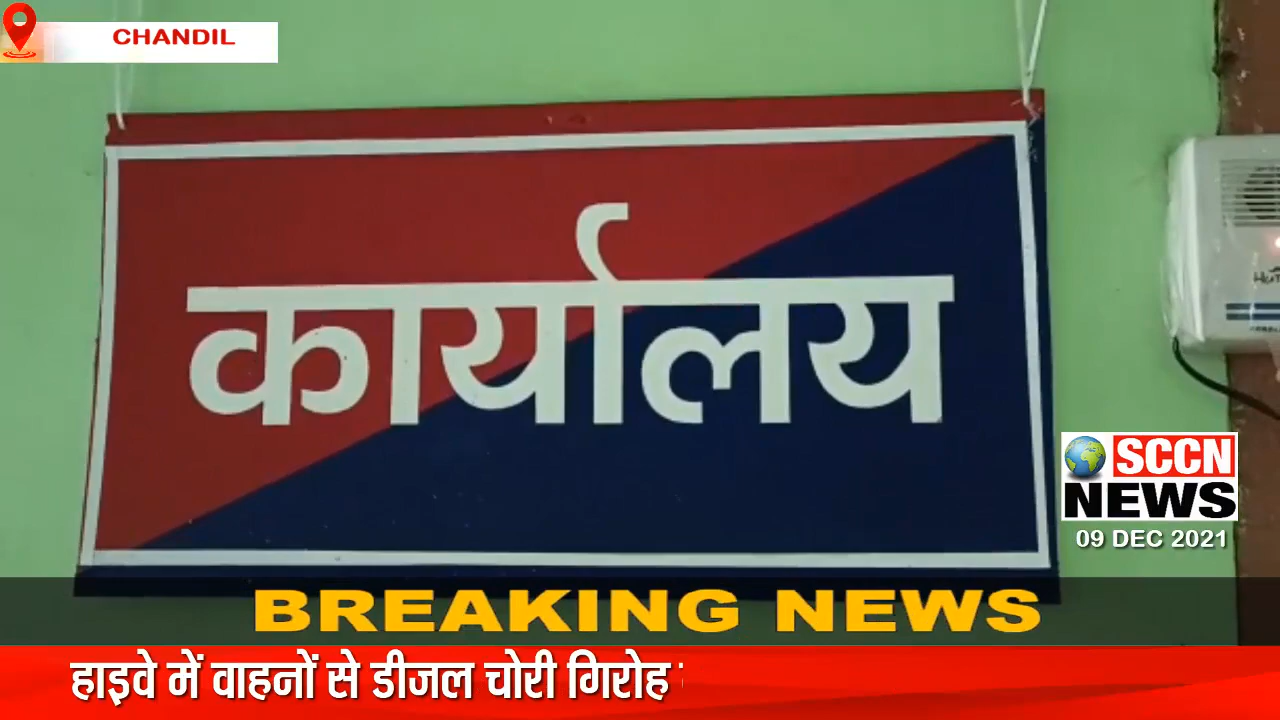 CHANDIL
कार्यालय
SCCN
NEWS
09 DEC 2021
BREAKING NEWS
हाइवे में वाहनों से डीजल चोरी गिरोह